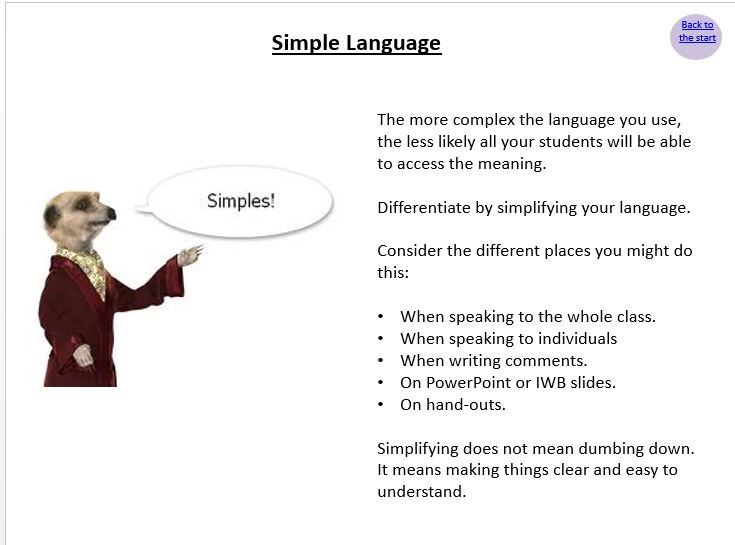 Simple Language
Back to
the start
The more complex the language you use,
the less likely all your students will be able
to access the meaning.
Simples!
Differentiate by simplifying your language.
Consider the different places you might do
this:
• When speaking to the whole class.
• When speaking to individuals
• When writing comments.
• On PowerPoint or IWB slides.
• On hand-outs.
Simplifying does not mean dumbing down.
It means making things clear and easy to
understand.